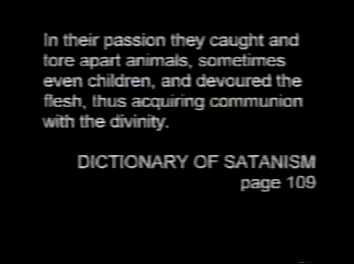 In their passion they caught and
tore apart animals, sometimes
even children, and devoured the
flesh, thus acquiring communion
with the divinity.
DICTIONARY OF SATANISM
page 109